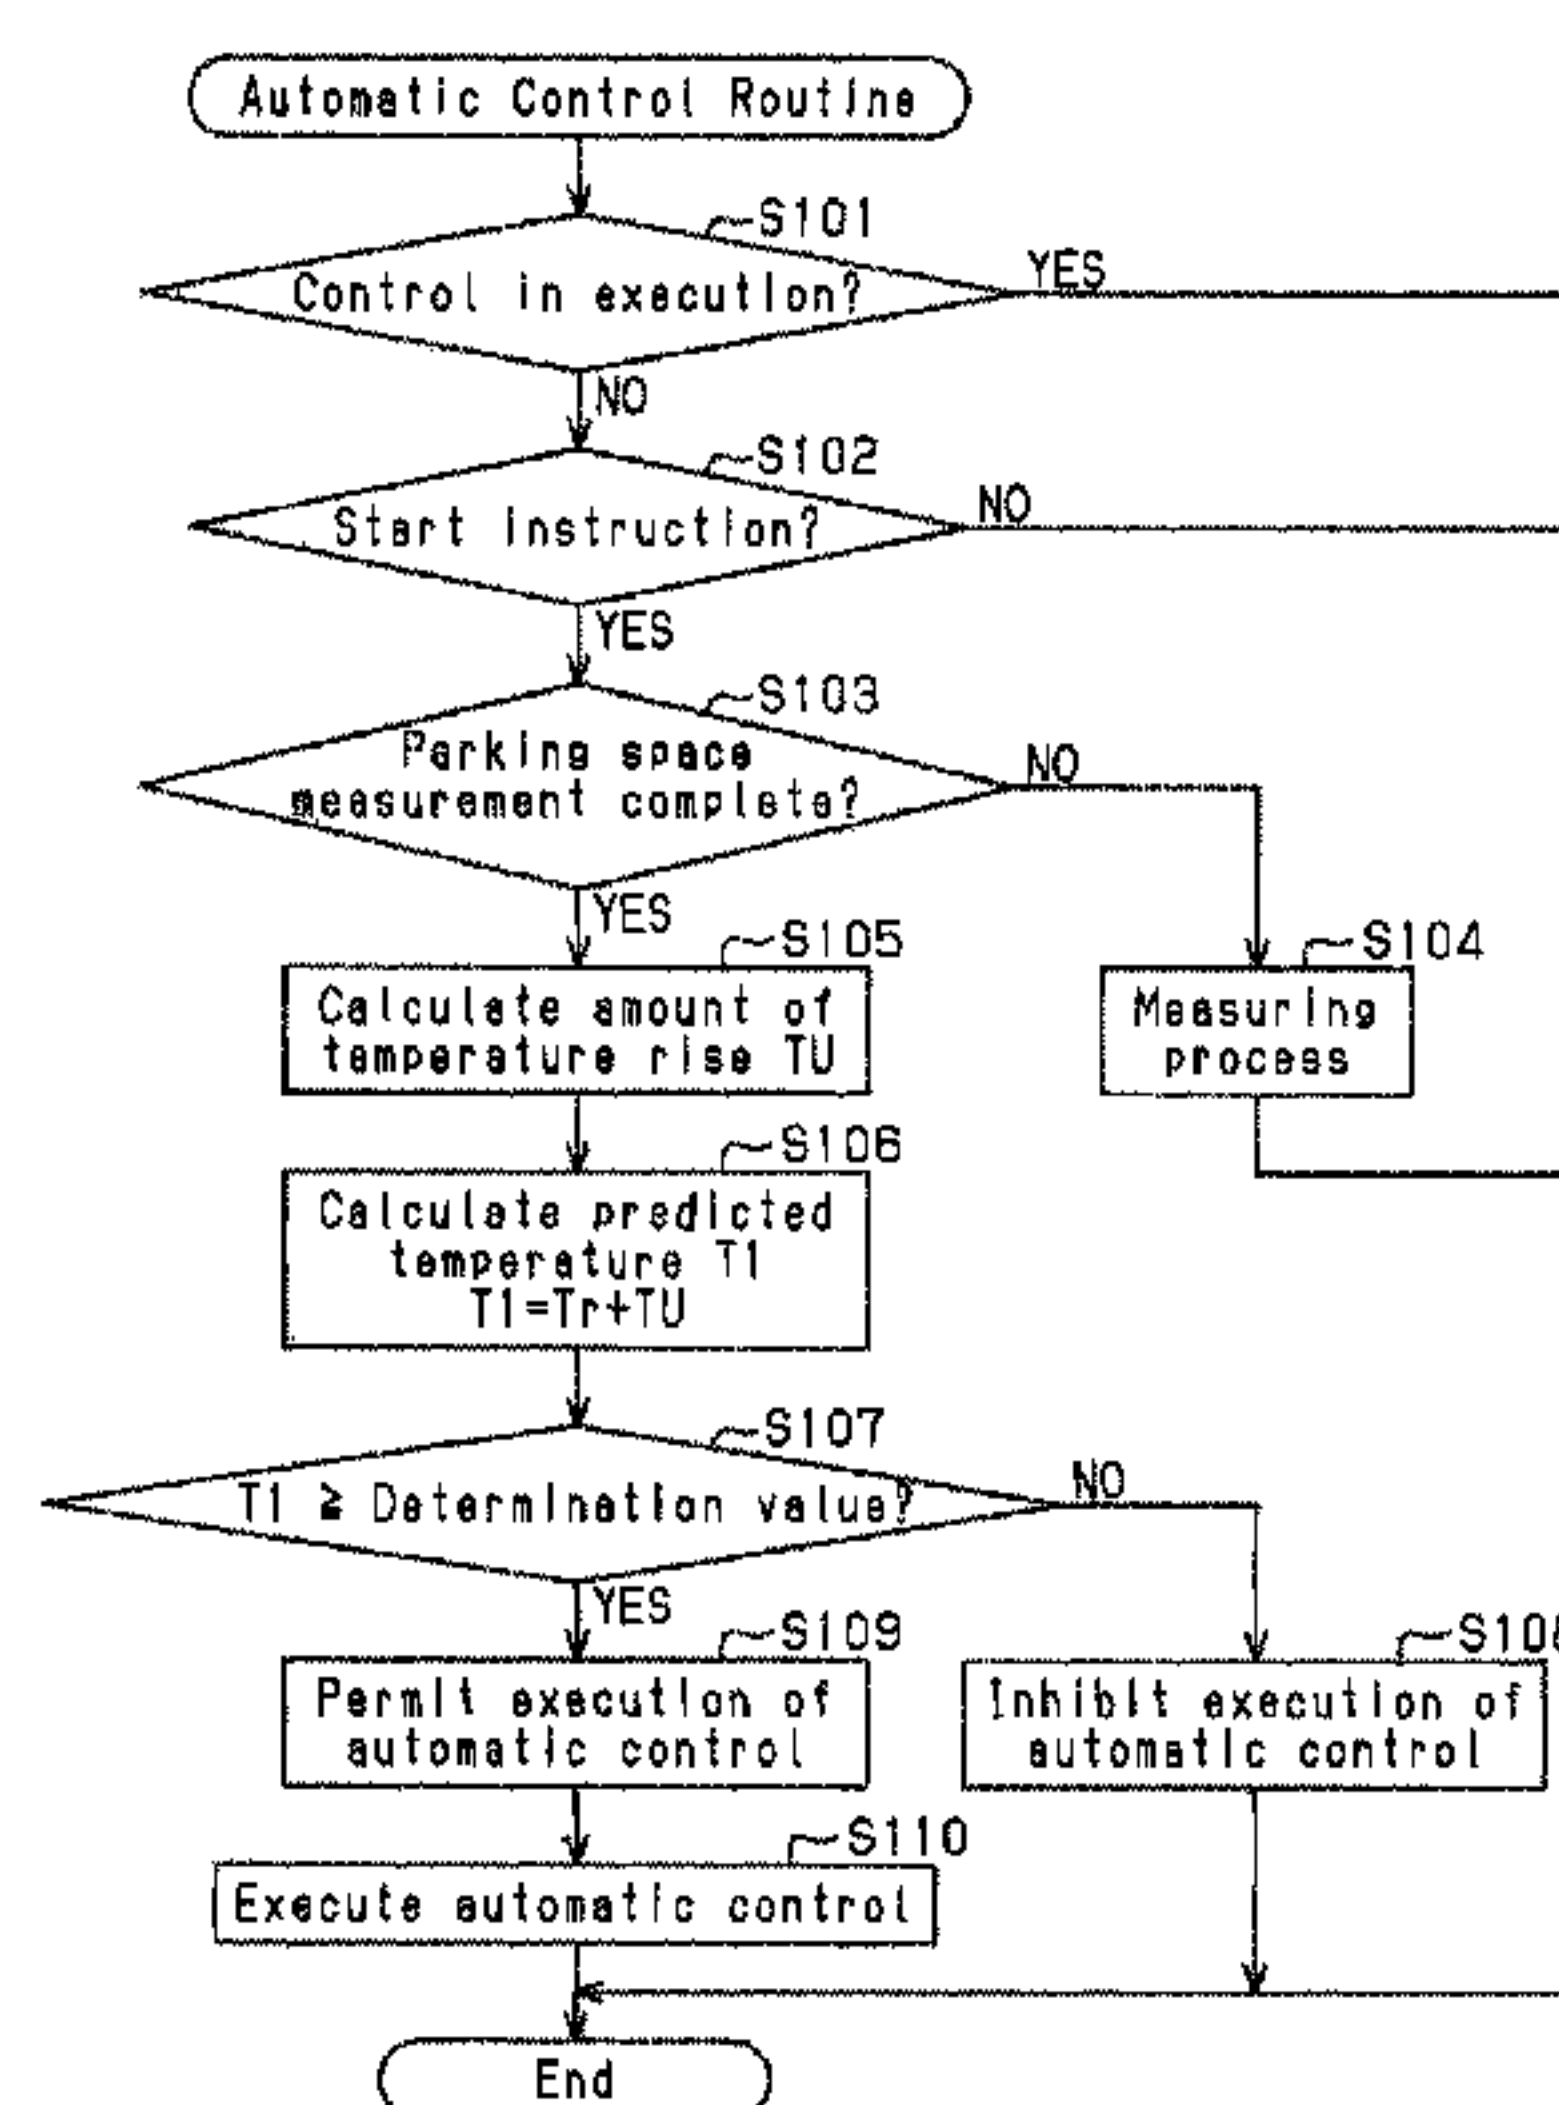 Automatic Control Routine
S101
Control in execution?
YES
NO
S102
Start instruction?
NO
YES
S103
Parking space
measurement complete?
NO
YES
S105
Calculate amount of
temperature rise TU
S104
Measuring
process
S106
Calculate predicted
temperature T1
T1=Tr+TU
S107
T1 ≧ Determination value?
NO
YES
S109
Permit execution of
automatic control
S108
Inhibit execution of
automatic control
S110
Execute automatic control
End